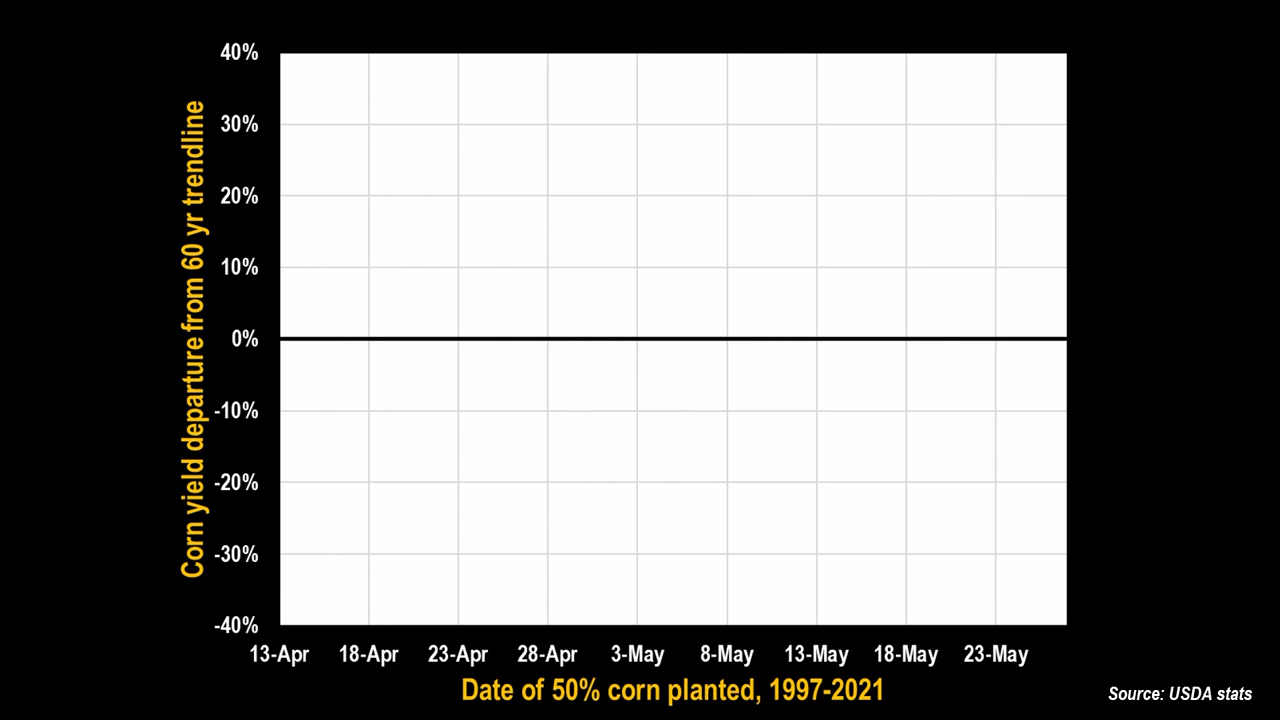 40%
30%
20%
10%
0%
-10%
-20%
-30%
-40%
Corn yield departure from 60 yr trendline
13-Apr 18-Apr 23-Apr 28-Apr 3-May 8-May 13-May 18-May 23-May
Date of 50% corn planted, 1997-2021
Source: USDA stats